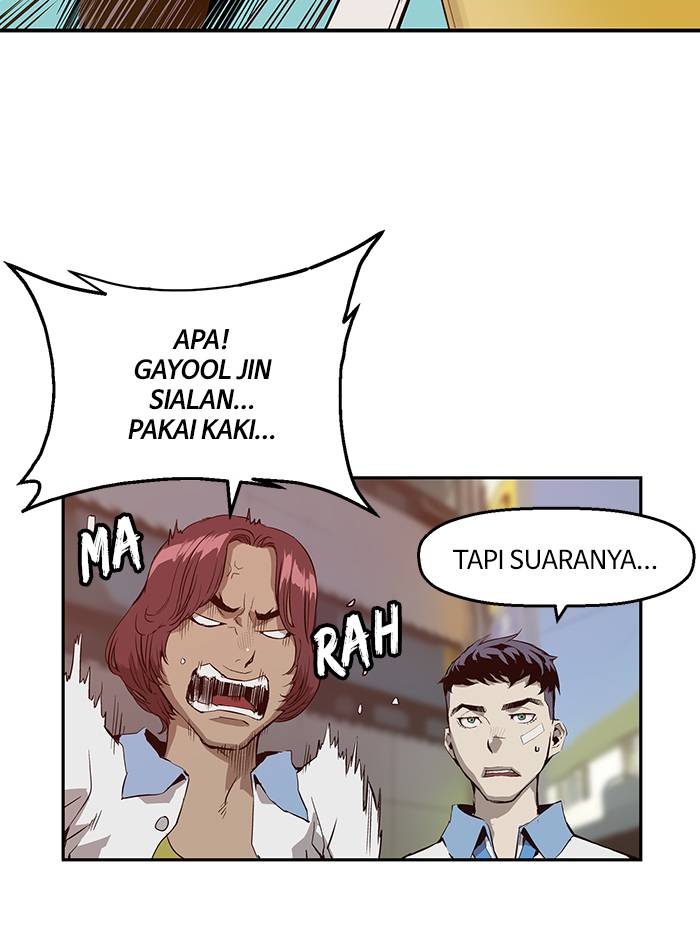 APA!
GAYOOL JIN
SIALAN...
PAKAI KAKI...
MA
RAH
TAPI SUARANYA...